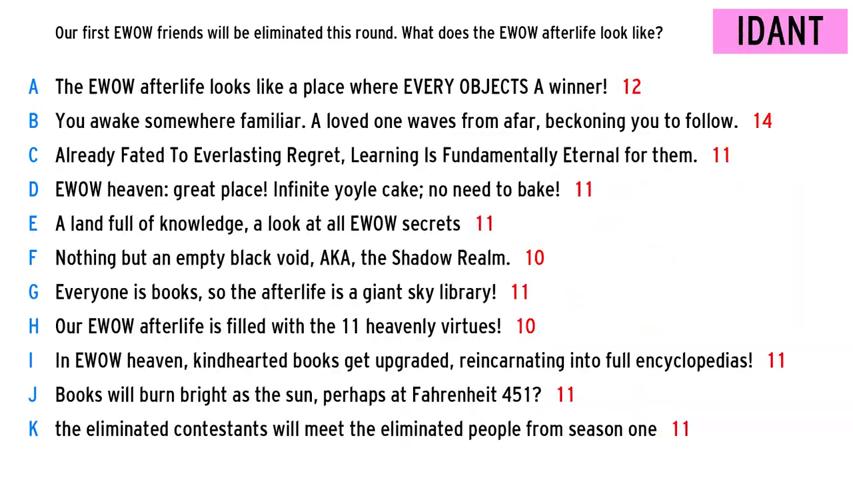 Our first EWOW friends will be eliminated this round. What does the EWOW afterlife look like?
IDANT
A The EWOW afterlife looks like a place where EVERY OBJECTS A winner! 12
B You awake somewhere familiar. A loved one waves from afar, beckoning you to follow. 14
C Already Fated To Everlasting Regret, Learning Is Fundamentally Eternal for them. 11
D EWOW heaven: great place! Infinite yoyle cake; no need to bake! 11
E A land full of knowledge, a look at all EWOW secrets 11
F Nothing but an empty black void, AKA, the Shadow Realm. 10
G Everyone is books, so the afterlife is a giant sky library! 11
H Our EWOW afterlife is filled with the 11 heavenly virtues! 10
I In EWOW heaven, kindhearted books get upgraded, reincarnating into full encyclopedias! 11
J Books will burn bright as the sun, perhaps at Fahrenheit 451? 11
K the eliminated contestants will meet the eliminated people from season one 11